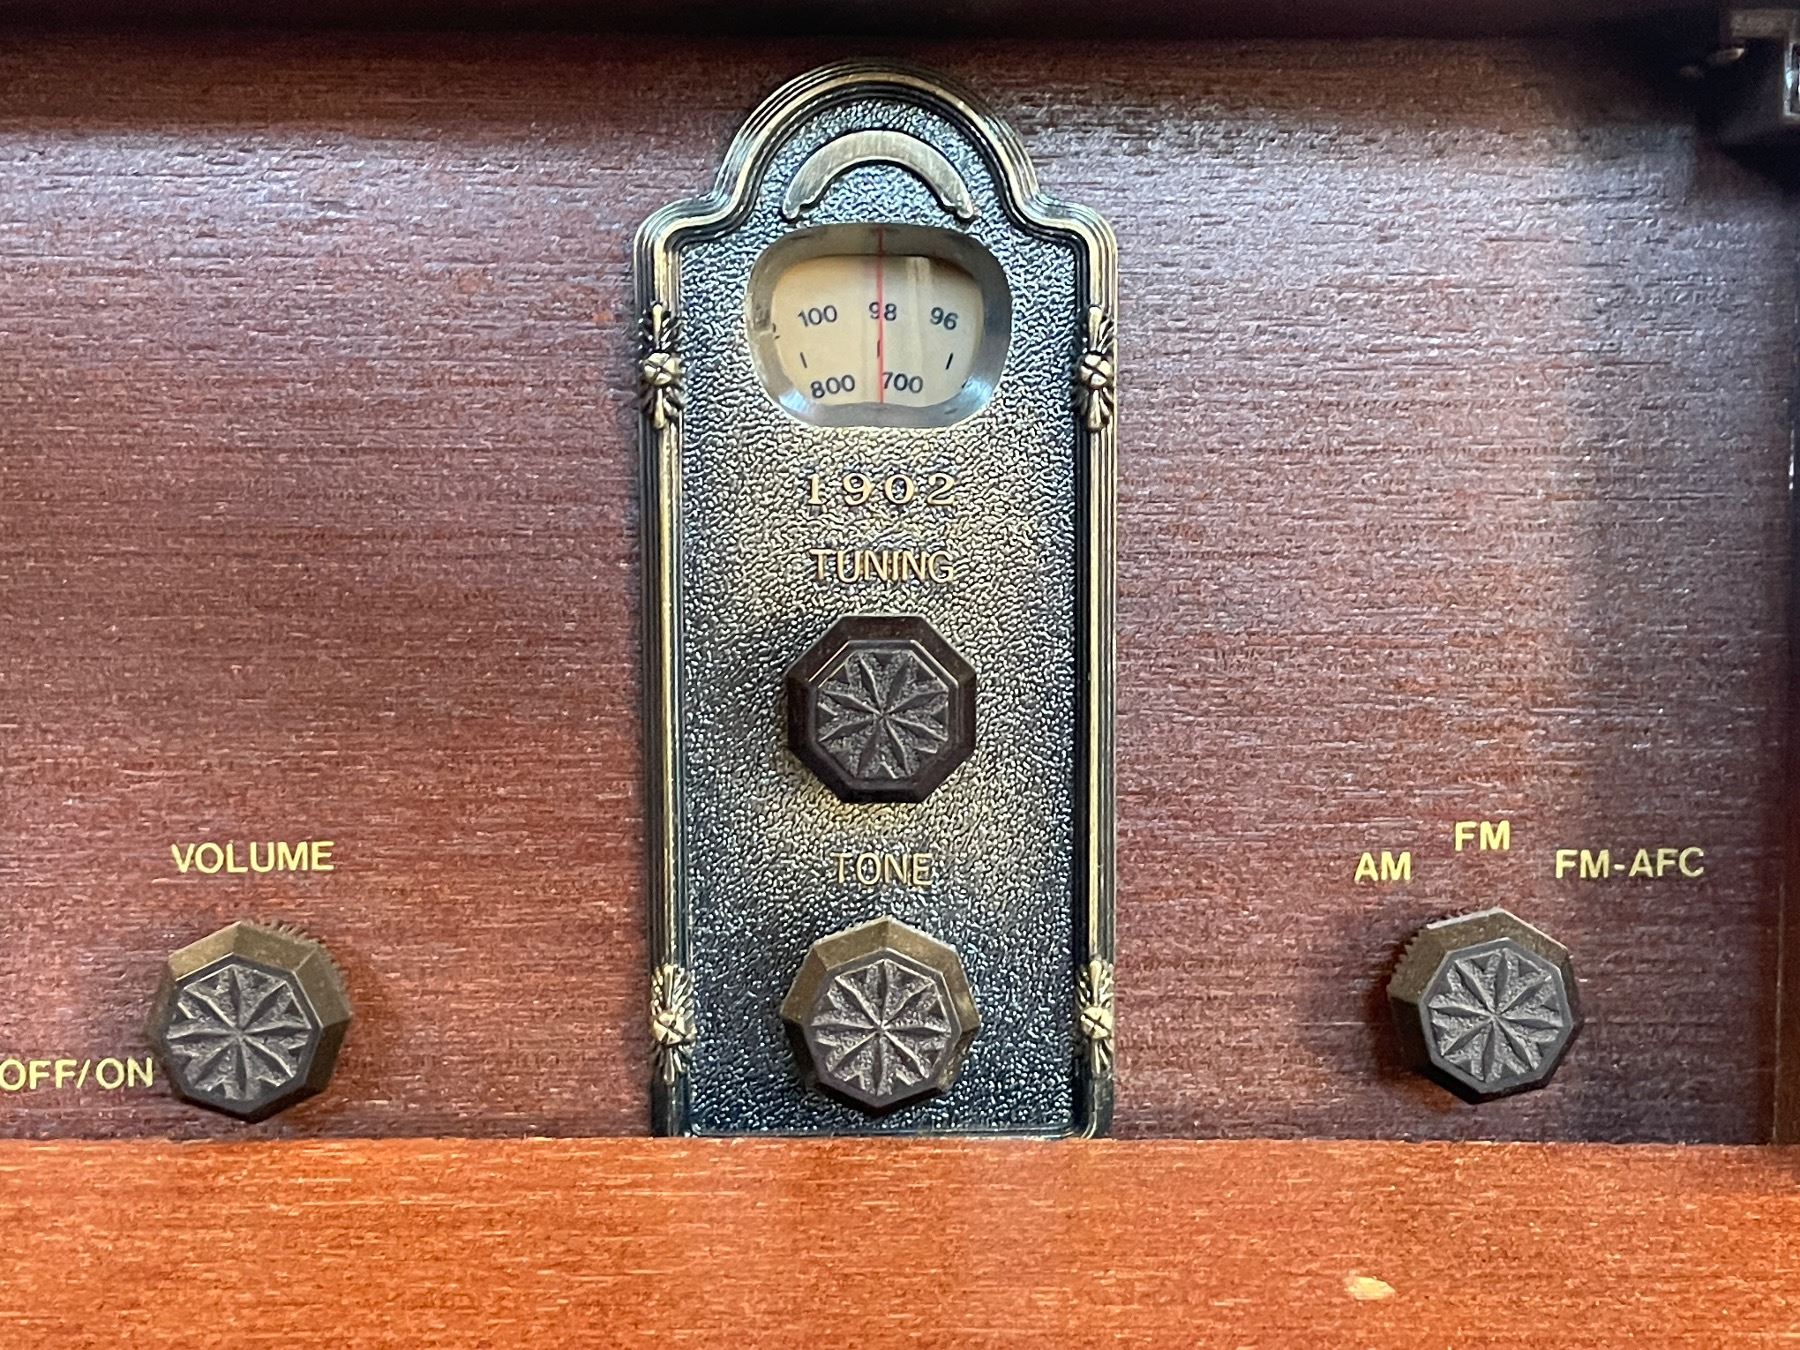 100 98 96
800 700
1902
TUNING
VOLUME
TONE
AM FM FM-AFC
OFF/ON